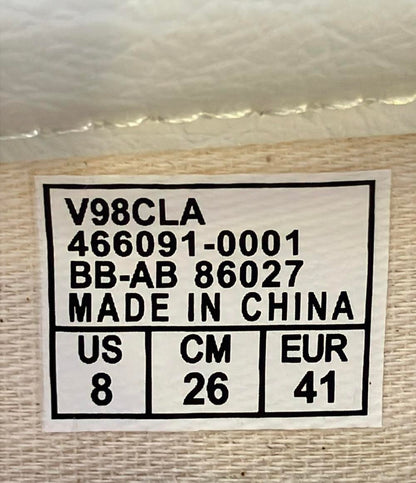 V98CLA
466091-0001
BB-AB 86027
MADE IN CHINA
US CM EUR
8 26 41